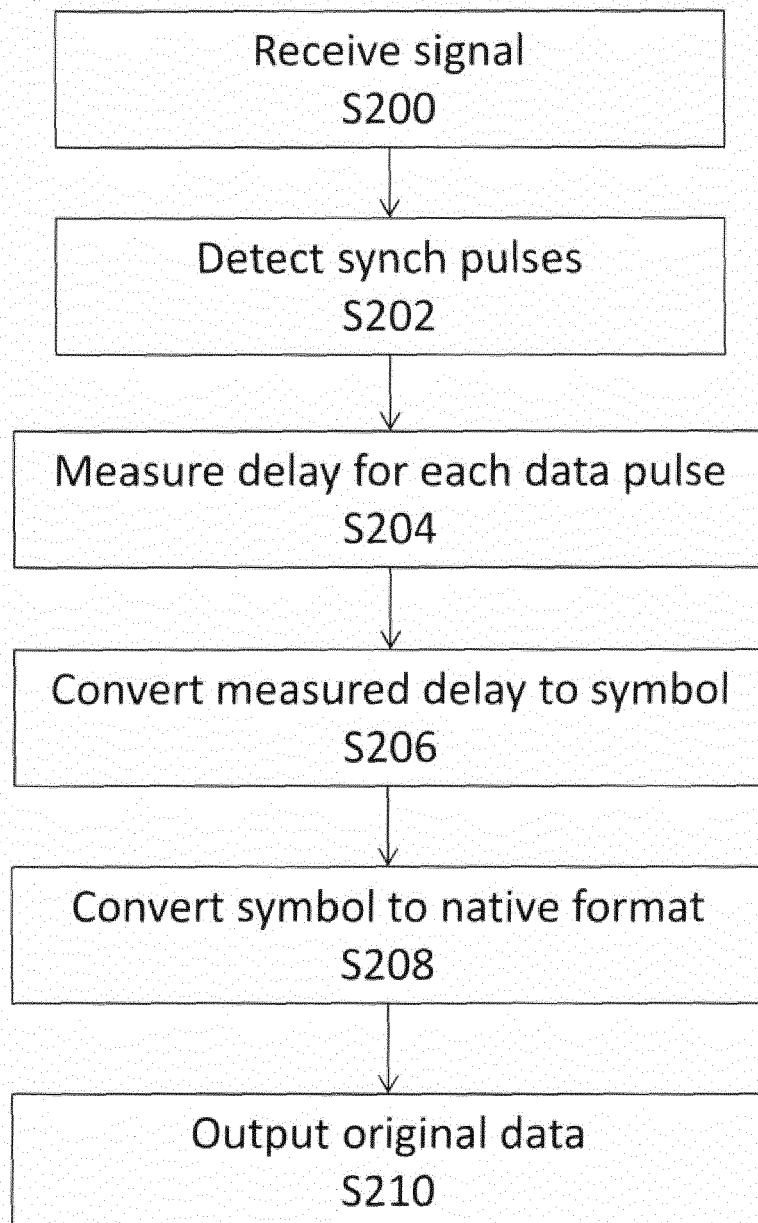 Receive signal
S200
Detect synch pulses
S202
Measure delay for each data pulse
S204
Convert measured delay to symbol
S206
Convert symbol to native format
S208
Output original data
S210